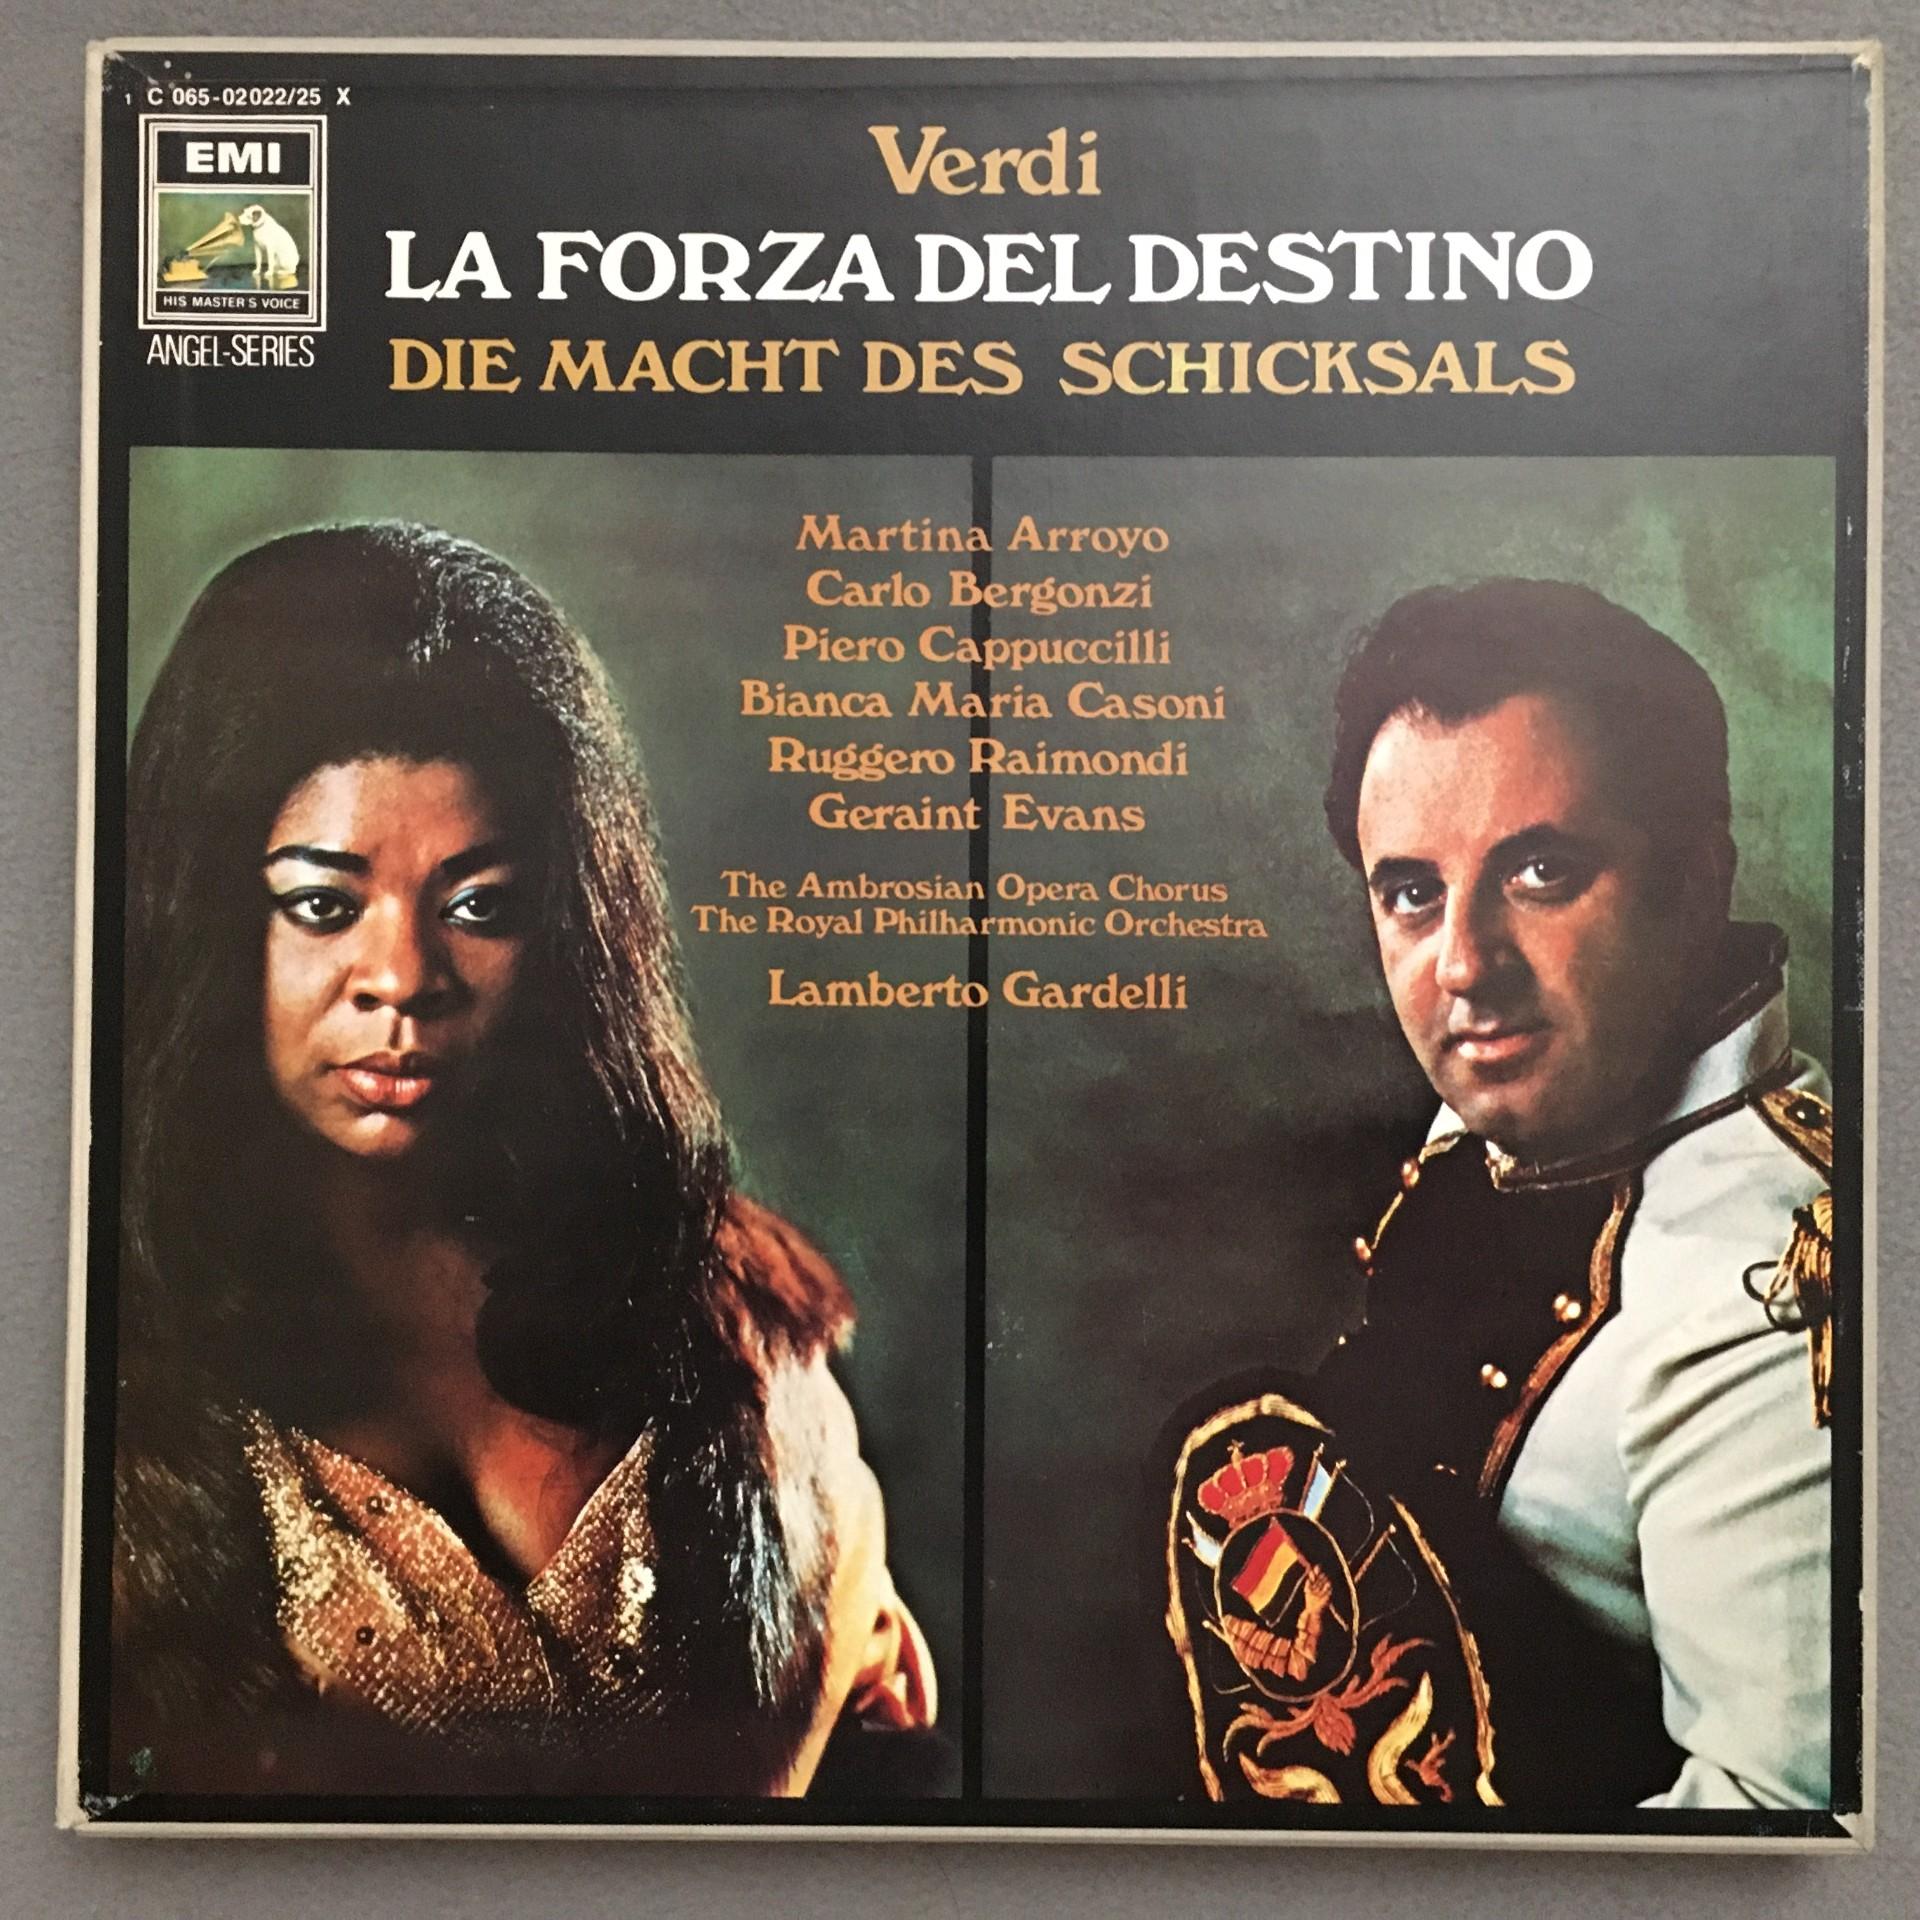 1 C 065-02022/25 X
EMI
HIS MASTER'S VOICE
ANGEL-SERIES
Verdi
LA FORZA DEL DESTINO
DIE MACHT DES SCHICKSALS
Martina Arroyo
Carlo Bergonzi
Piero Cappuccilli
Bianca Maria Casoni
Ruggero Raimondi
Geraint Evans
The Ambrosian Opera Chorus
The Royal Philharmonic Orchestra
Lamberto Gardelli